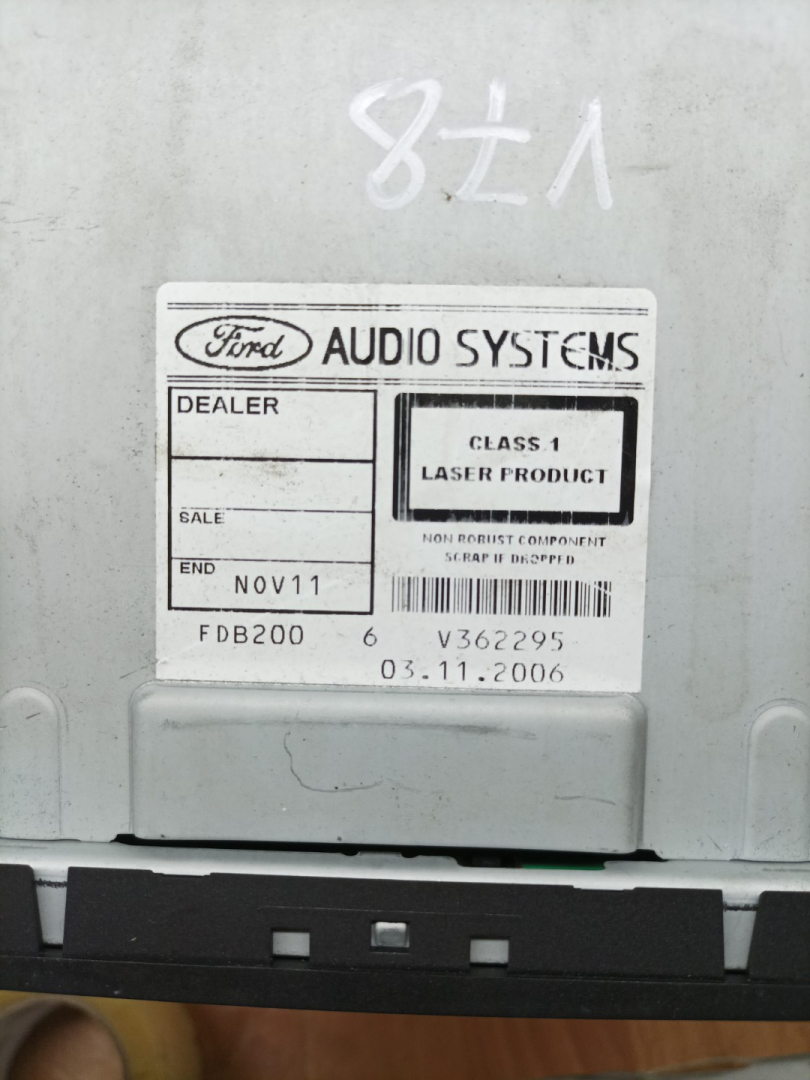 178
Ford AUDIO SYSTEMS
DEALER
SALE
END NOV11
CLASS 1
LASER PRODUCT
NON ROBUST COMPONENT
SCRAP IF DROPPED
FDB200 6 V362295
03.11.2006